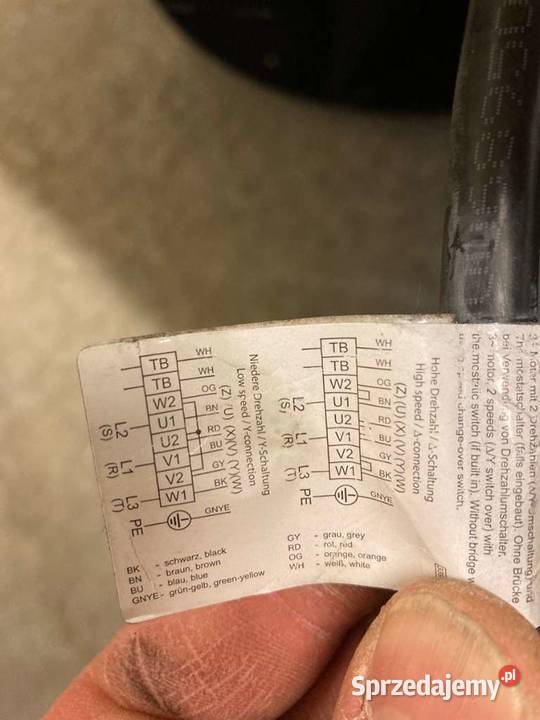 3~ Motor mit 2 Drehzahlen (Δ/Y-Umschaltung) und
Thermostatschalter (falls eingebaut). Ohne Brücke
bei Verwendung von Drehzahlumschalter.
3~ motor, 2 speeds (Δ/Y switch over) with
thermostatic switch (if built in). Without bridge
speed change-over switch.
Hohe Drehzahl / Δ-Schaltung
High speed / Δ-connection
(Z) (U) (X) (V) (Y) (W)
TB WH
TB WH
W2 OG
U1 BN
U2 RD
V1 BU
V2 GY
W1 BK
L2 (S)
L1 (R)
L3 (T)
PE GNYE
Niedere Drehzahl / Y-Schaltung
Low speed / Y-connection
(Z) (U) (X) (V) (Y) (W)
TB WH
TB WH
W2 OG
U1 BN
U2 RD
V1 BU
V2 GY
W1 BK
L2 (S)
L1 (R)
L3 (T)
PE GNYE
BK - schwarz, black
BN - braun, brown
BU - blau, blue
GNYE - grün-gelb, green-yellow
GY - grau, grey
RD - rot, red
OG - orange, orange
WH - weiß, white
Sprzedajemy.pl